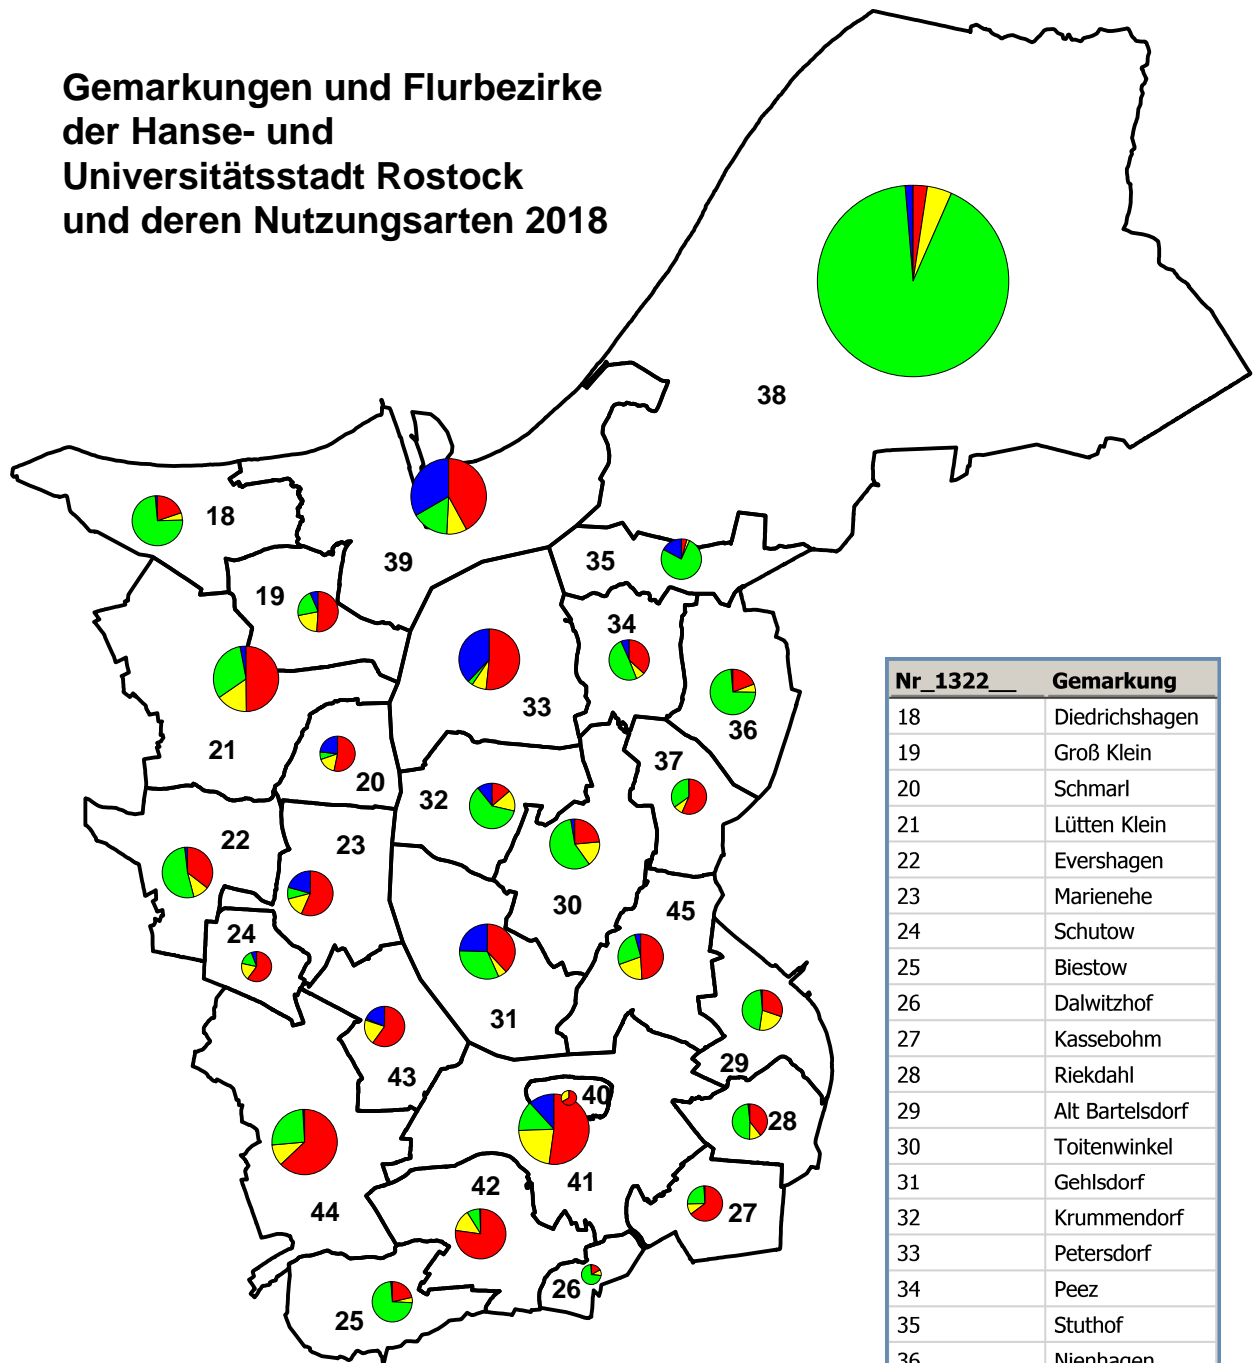 Gemarkungen und Flurbezirke
der Hanse- und
Universitätsstadt Rostock
und deren Nutzungsarten 2018
38
18
39
35
19
34
33
36
21
37
20
32
22
23
30
45
24
31
29
43
40
28
41
42
44
27
26
25
Nr_1322__ Gemarkung
18 Diedrichshagen
19 Groß Klein
20 Schmarl
21 Lütten Klein
22 Evershagen
23 Marienehe
24 Schutow
25 Biestow
26 Dalwitzhof
27 Kassebohm
28 Riekdahl
29 Alt Bartelsdorf
30 Toitenwinkel
31 Gehlsdorf
32 Krummendorf
33 Petersdorf
34 Peez
35 Stuthof
36 Nienhagen